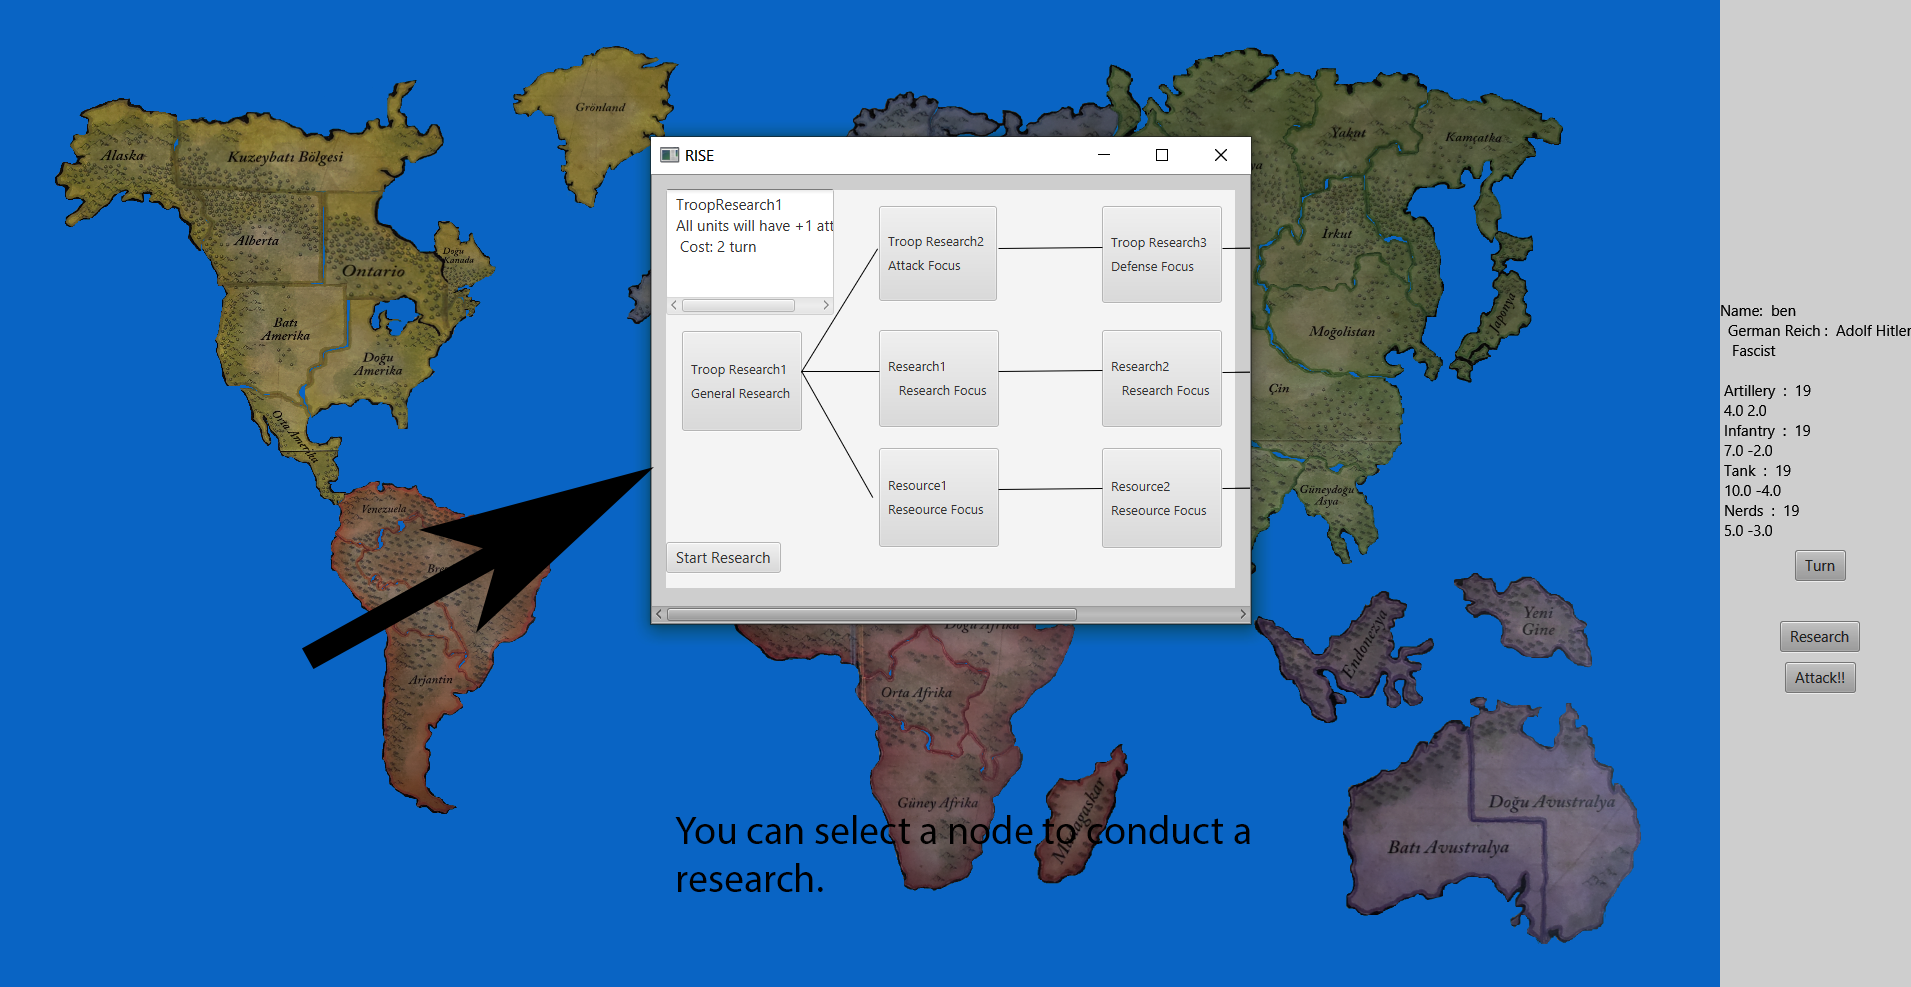 Grönland
Alaska
Kuzeybatı Bölgesi
Yakut
Kamçatka
ya
Alberta
Doğu
Kanada
Ontario
Batı
Amerika
Doğu
Amerika
Orta Amerika
Venezuela
Bre
Arjantin
RISE
TroopResearch1
All units will have +1 att
Cost: 2 turn
Troop Research1
General Research
Troop Research2
Attack Focus
Troop Research3
Defense Focus
Research1
Research Focus
Research2
Research Focus
Resource1
Reseource Focus
Resource2
Reseource Focus
Start Research
İrkut
Moğolistan
Japonya
Çin
Güneydoğu
Asya
Doğu Afrika
Orta Afrika
Güney Afrika
Madagaskar
Endonezya
Yeni
Gine
Doğu Avustralya
Batı Avustralya
You can select a node to conduct a
research.
Name: ben
German Reich : Adolf Hitler
Fascist
Artillery : 19
4.0 2.0
Infantry : 19
7.0 -2.0
Tank : 19
10.0 -4.0
Nerds : 19
5.0 -3.0
Turn
Research
Attack!!